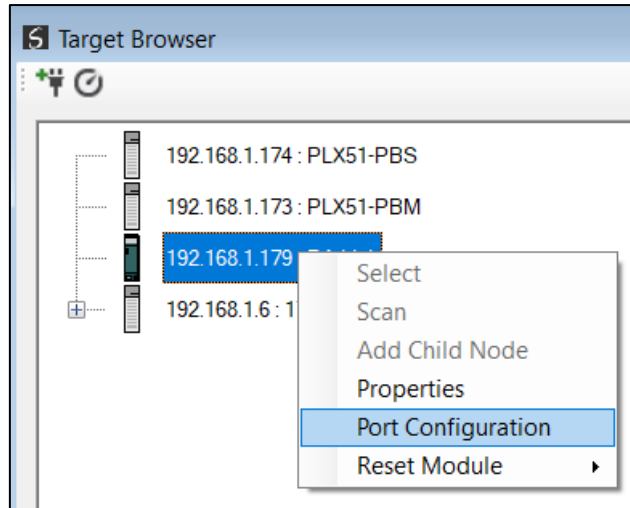 Target Browser
192.168.1.174 : PLX51-PBS
192.168.1.173 : PLX51-PBM
192.168.1.179
Select
192.168.1.6 : 1
Scan
Add Child Node
Properties
Port Configuration
Reset Module